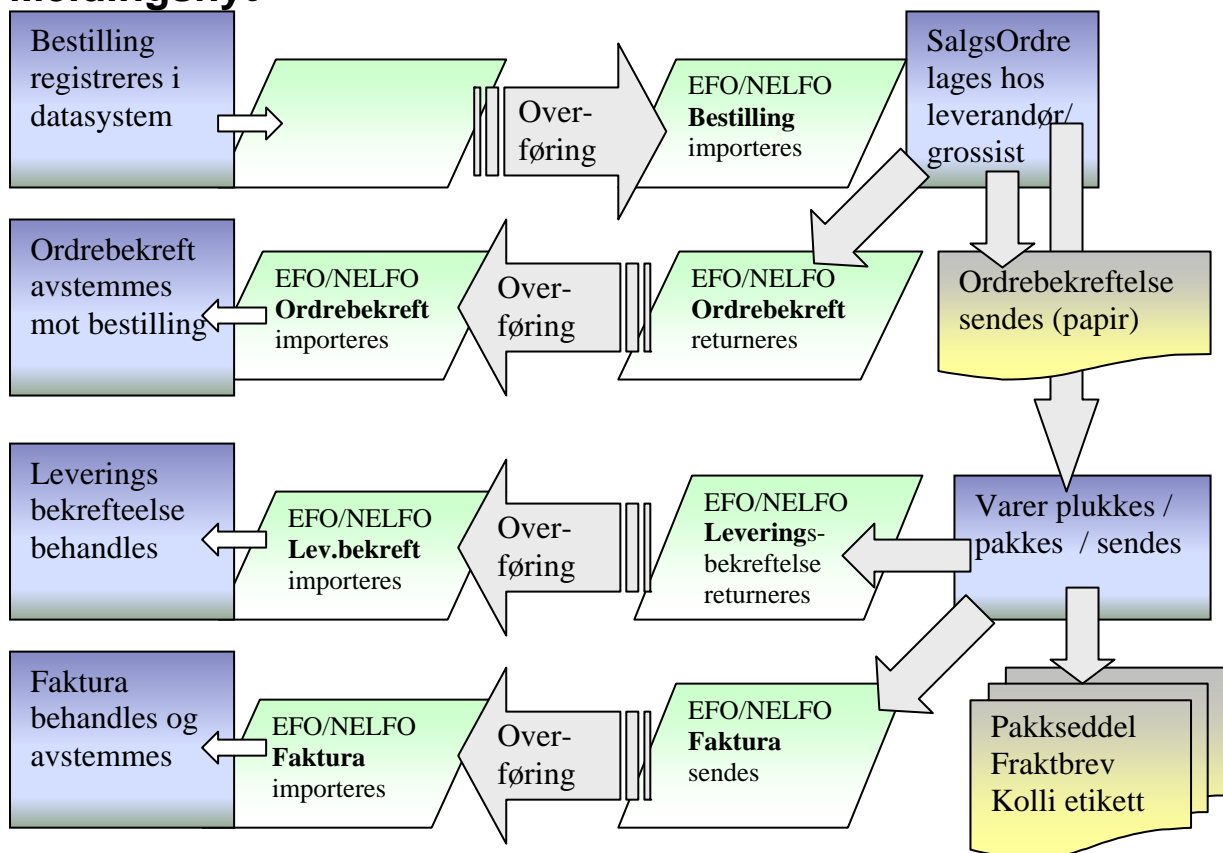 Meldingsflyt
Bestilling
registreres i
datasystem
Over-
føring
EFO/NELFO
Bestilling
importeres
SalgsOrdre
lages hos
leverandør/
grossist
Ordrebekreft
avstemmes
mot bestilling
EFO/NELFO
Ordrebekreft
importeres
Over-
føring
EFO/NELFO
Ordrebekreft
returneres
Ordrebekreftelse
sendes (papir)
Leverings
bekrefteelse
behandles
EFO/NELFO
Lev.bekreft
importeres
Over-
føring
EFO/NELFO
Leverings-
bekreftelse
returneres
Varer plukkes /
pakkes / sendes
Faktura
behandles og
avstemmes
EFO/NELFO
Faktura
importeres
Over-
føring
EFO/NELFO
Faktura
sendes
Pakkseddel
Fraktbrev
Kolli etikett